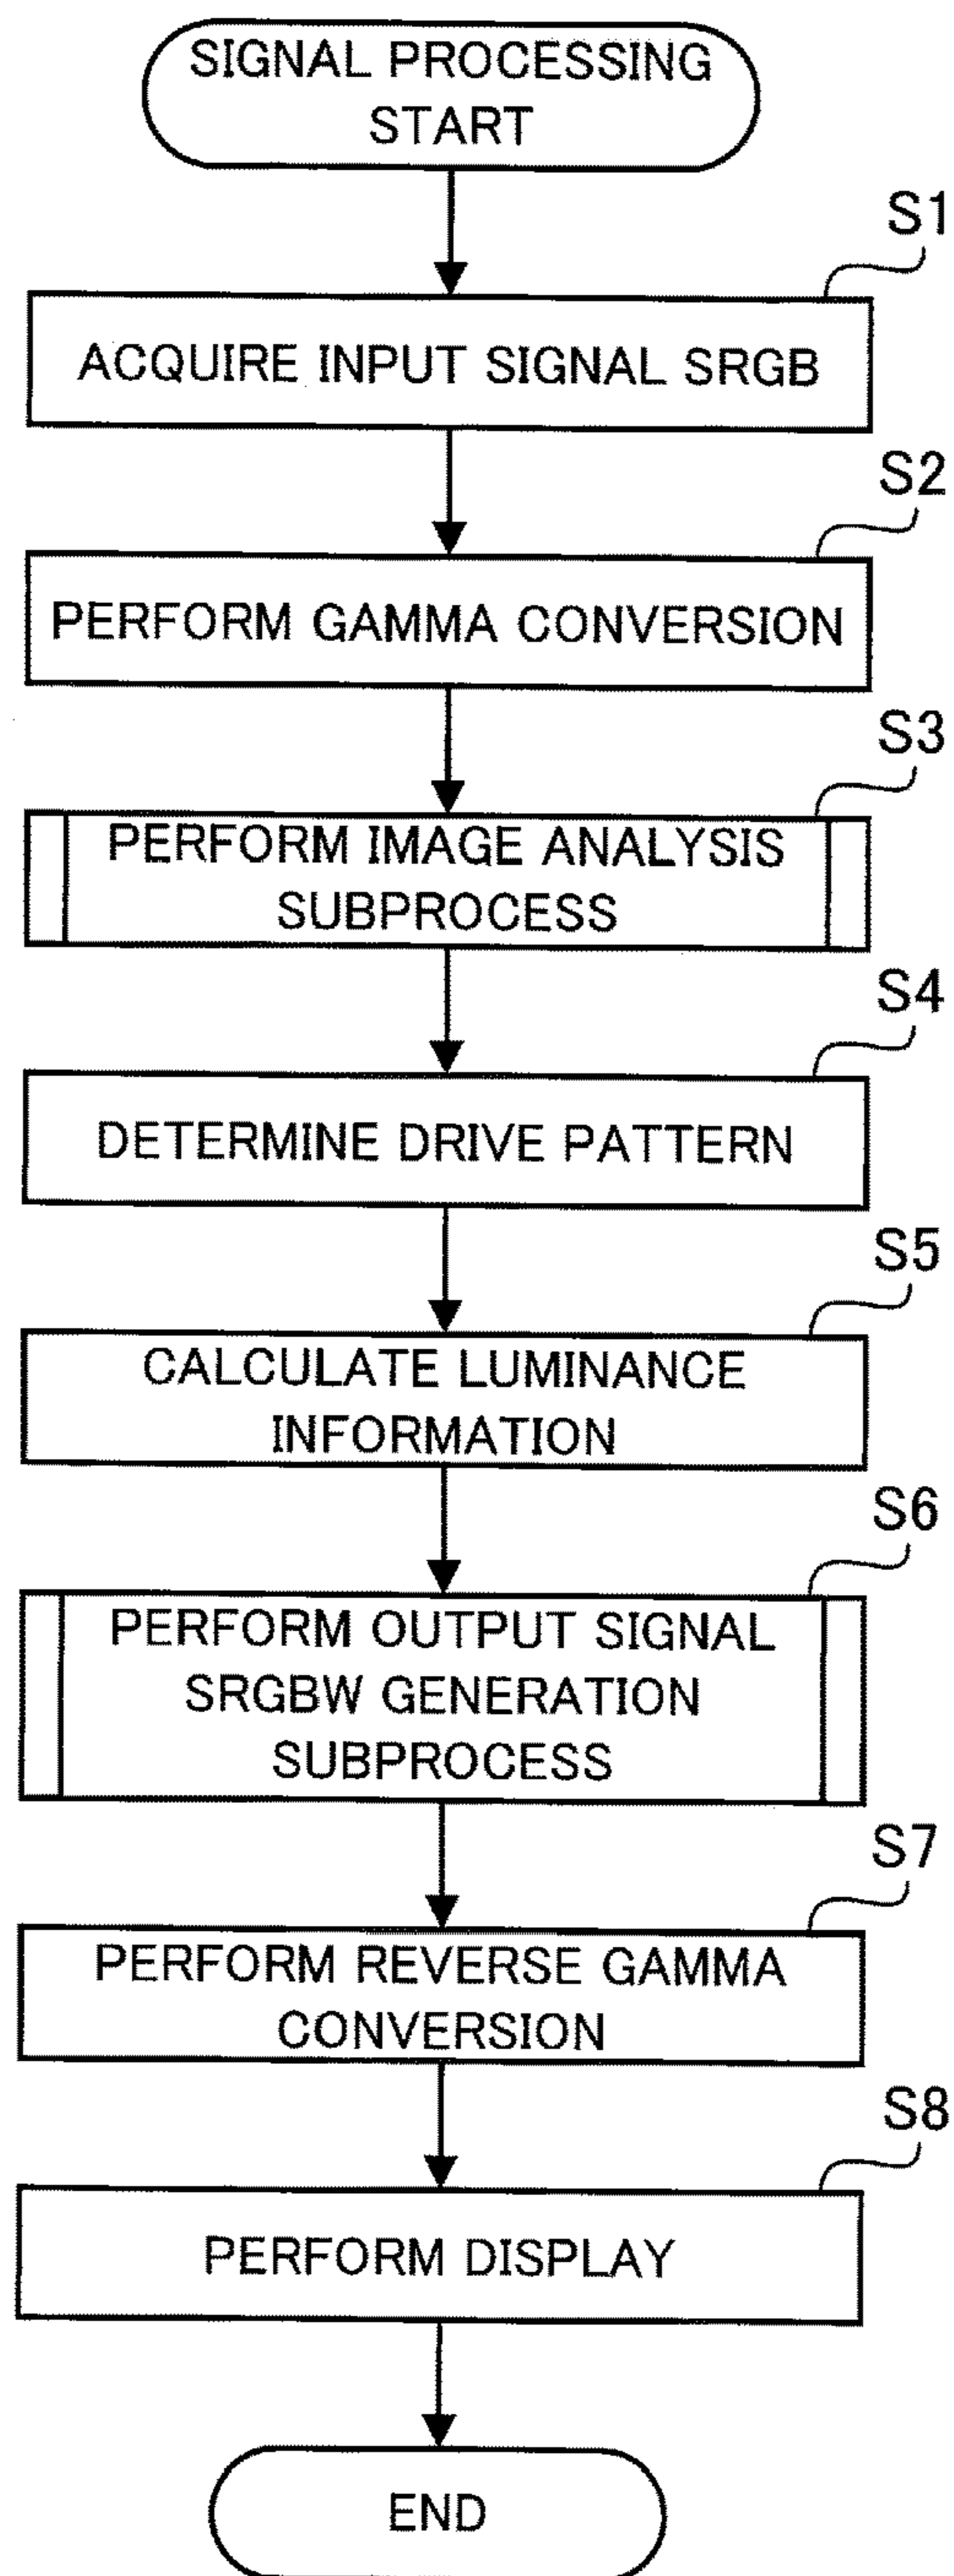 SIGNAL PROCESSING
START
S1
ACQUIRE INPUT SIGNAL SRGB
S2
PERFORM GAMMA CONVERSION
S3
PERFORM IMAGE ANALYSIS
SUBPROCESS
S4
DETERMINE DRIVE PATTERN
S5
CALCULATE LUMINANCE
INFORMATION
S6
PERFORM OUTPUT SIGNAL
SRGBW GENERATION
SUBPROCESS
S7
PERFORM REVERSE GAMMA
CONVERSION
S8
PERFORM DISPLAY
END